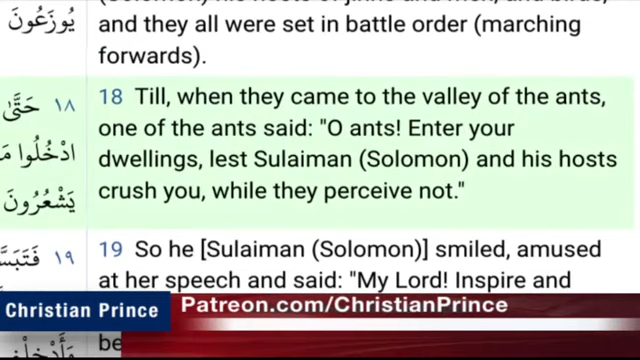 (Solomon) his hosts of jinns and men, and birds,
يُوزَعُونَ
and they all were set in battle order (marching
forwards).
١٨ حَتَّىٰ
18 Till, when they came to the valley of the ants,
one of the ants said: "O ants! Enter your
ادْخُلُوا
dwellings, lest Sulaiman (Solomon) and his hosts
يَشْعُرُونَ
crush you, while they perceive not."
١٩
19 So he [Sulaiman (Solomon)] smiled, amused
at her speech and said: "My Lord! Inspire and
Christian Prince
Patreon.com/ChristianPrince
be